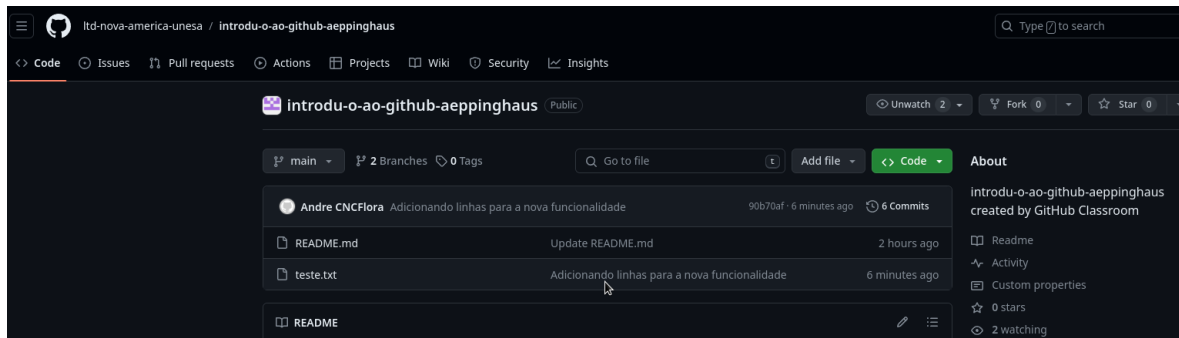 ltd-nova-america-unesa / introdu-o-ao-github-aeppinghaus
Type / to search
Code Issues Pull requests Actions Projects Wiki Security Insights
introdu-o-ao-github-aeppinghaus Public
Unwatch 2 Fork 0 Star 0
main 2 Branches 0 Tags Go to file t Add file Code
About
introdu-o-ao-github-aeppinghaus
created by GitHub Classroom
Andre CNCFlora Adicionando linhas para a nova funcionalidade 90b70af · 6 minutes ago 6 Commits
README.md Update README.md 2 hours ago
teste.txt Adicionando linhas para a nova funcionalidade 6 minutes ago
README
Readme
Activity
Custom properties
0 stars
2 watching